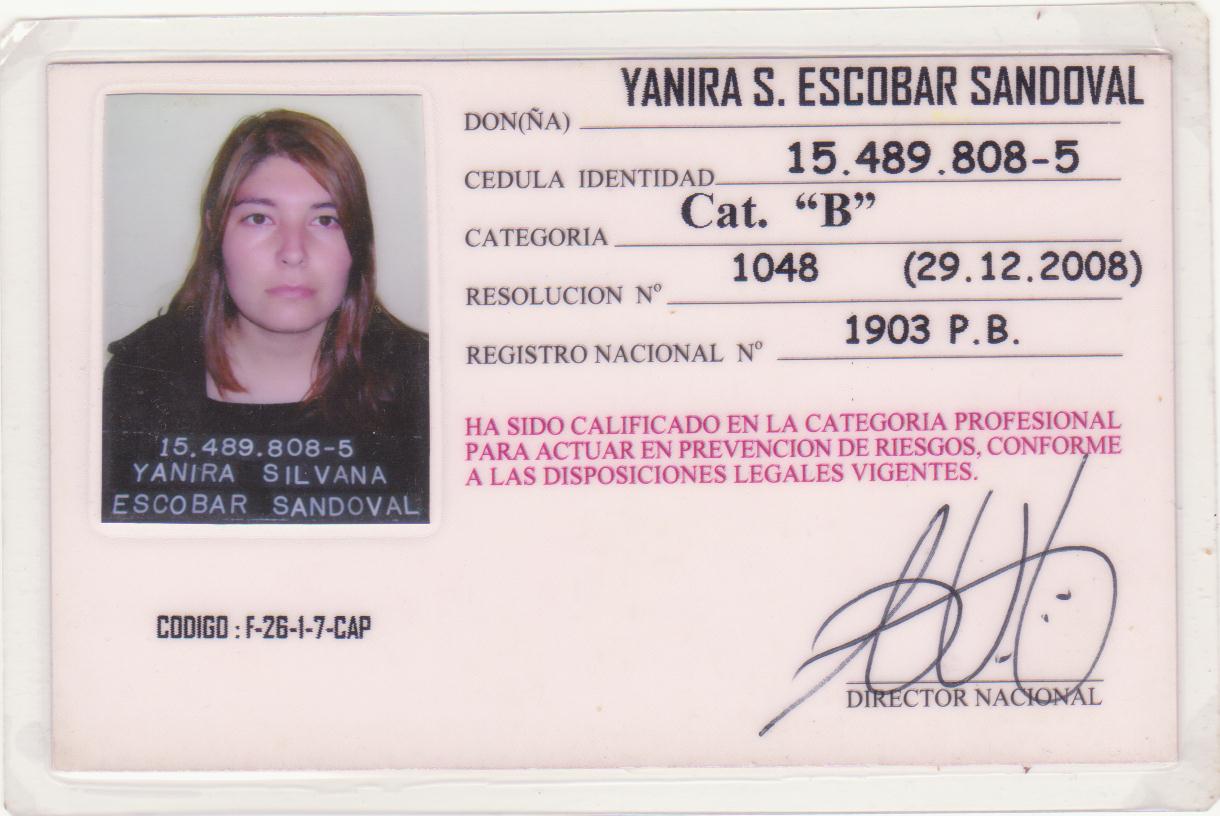 YANIRA S. ESCOBAR SANDOVAL
DON(ÑA)
15.489.808-5
CEDULA IDENTIDAD
Cat. “B”
CATEGORIA
1048 (29.12.2008)
RESOLUCION Nº
1903 P.B.
REGISTRO NACIONAL Nº
HA SIDO CALIFICADO EN LA CATEGORIA PROFESIONAL
PARA ACTUAR EN PREVENCION DE RIESGOS, CONFORME
A LAS DISPOSICIONES LEGALES VIGENTES.
15.489.808-5
YANIRA SILVANA
ESCOBAR SANDOVAL
CODIGO : F-26-1-7-CAP
DIRECTOR NACIONAL